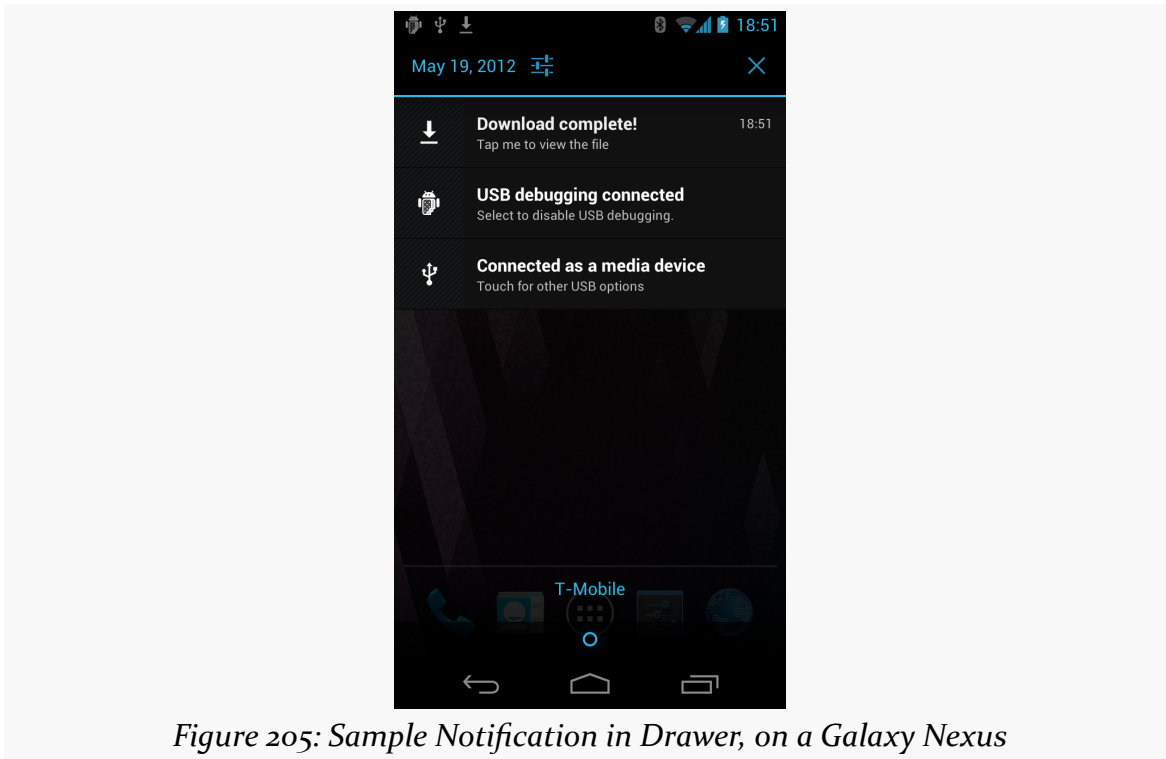 18:51
May 19, 2012
Download complete! 18:51
Tap me to view the file
USB debugging connected
Select to disable USB debugging.
Connected as a media device
Touch for other USB options
T-Mobile
Figure 205: Sample Notification in Drawer, on a Galaxy Nexus